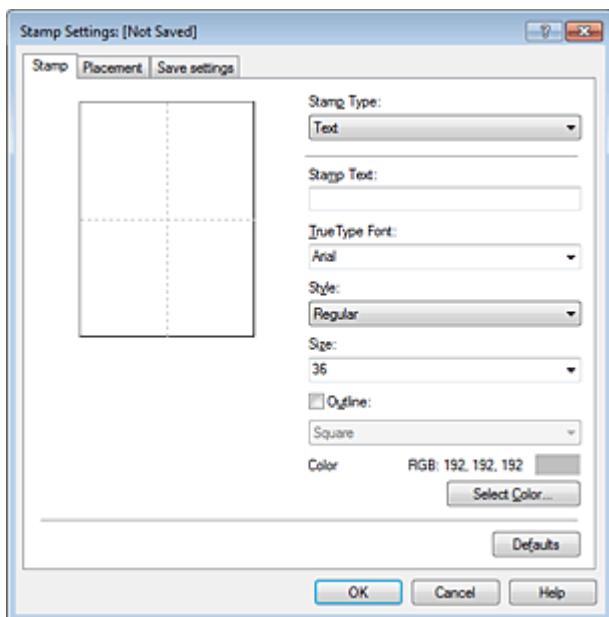 Stamp Settings: [Not Saved]
Stamp Placement Save settings
Stamp Type:
Text
Stamp Text:
TrueType Font:
Arial
Style:
Regular
Size:
36
Outline:
Square
Color RGB: 192, 192, 192
Select Color...
Defaults
OK Cancel Help